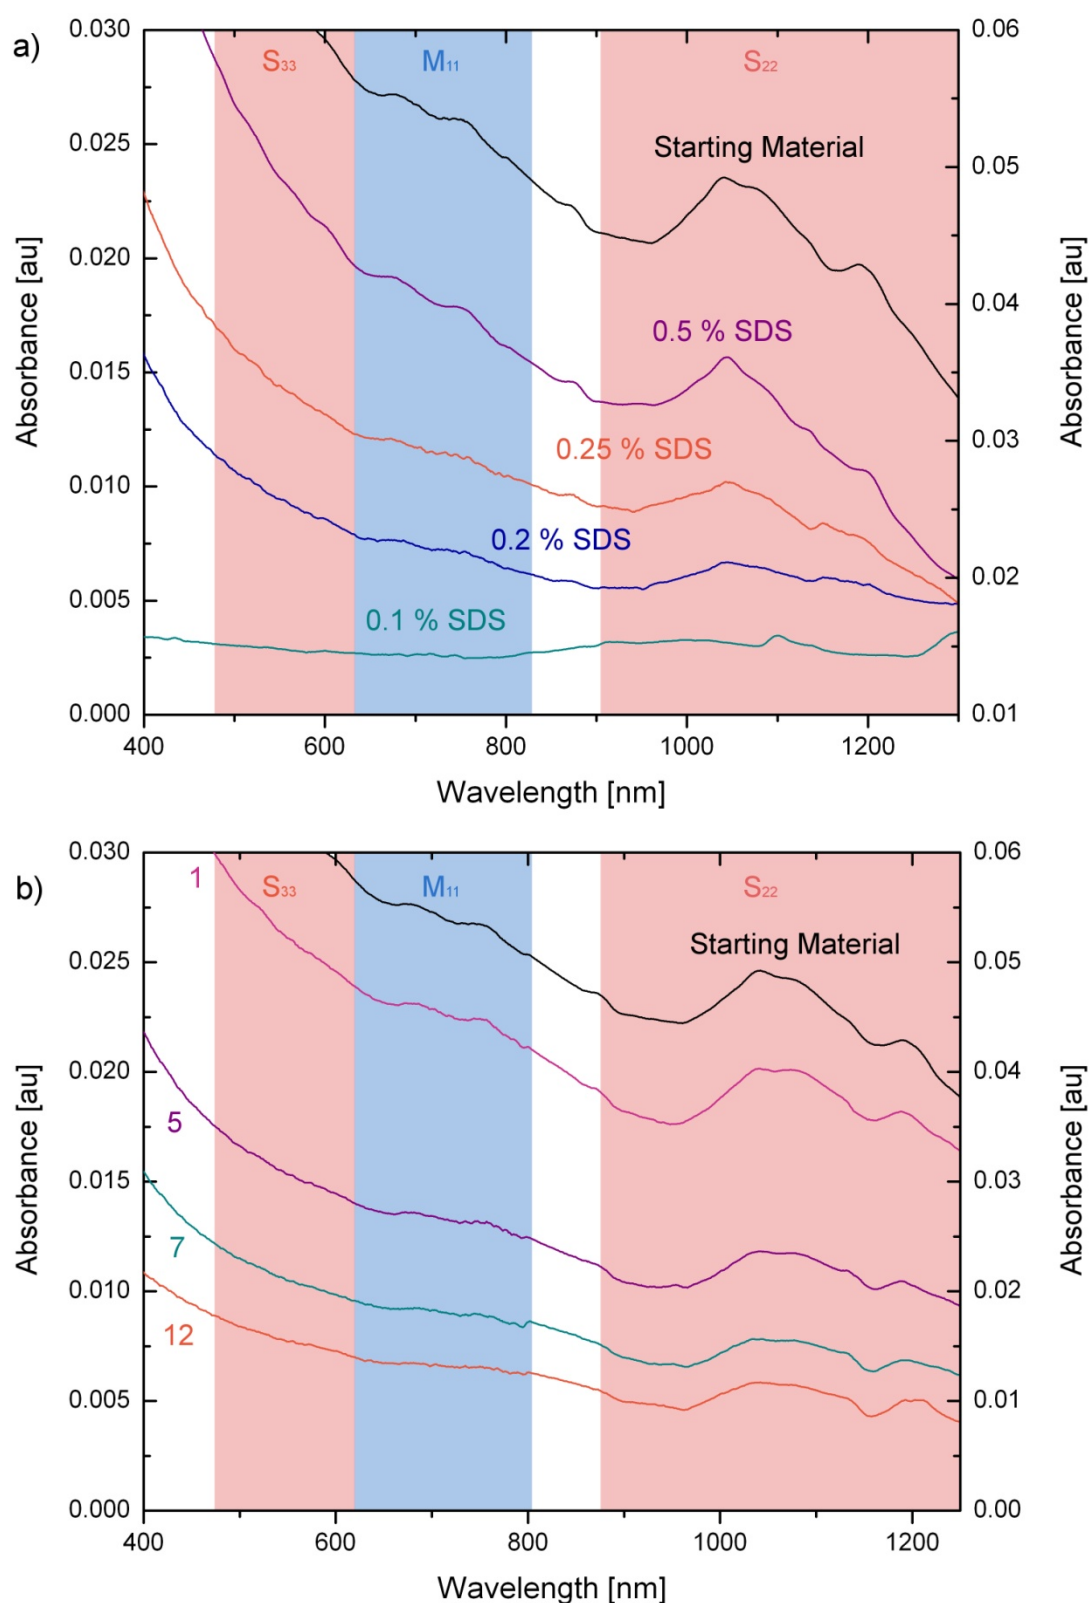 a)
0.030
0.025
0.020
0.015
0.010
0.005
0.000
Absorbance [au]
S33
M11
S22
Starting Material
0.5 % SDS
0.25 % SDS
0.2 % SDS
0.1 % SDS
0.06
0.05
0.04
0.03
0.02
0.01
Absorbance [au]
400 600 800 1000 1200
Wavelength [nm]
b)
0.030
0.025
0.020
0.015
0.010
0.005
0.000
Absorbance [au]
1
S33
M11
S22
Starting Material
5
7
12
0.06
0.05
0.04
0.03
0.02
0.01
0.00
Absorbance [au]
400 600 800 1000 1200
Wavelength [nm]